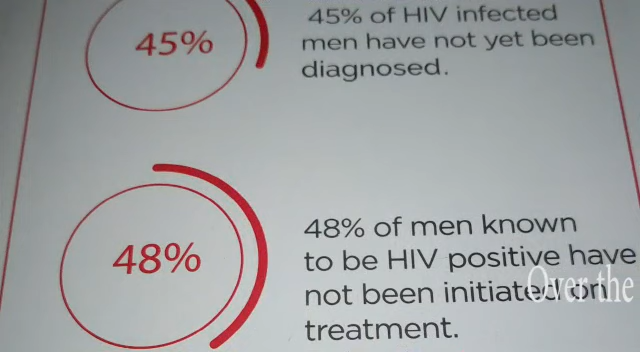 45%
45% of HIV infected
men have not yet been
diagnosed.
48%
48% of men known
to be HIV positive have
not been initiated on
treatment.
Over the